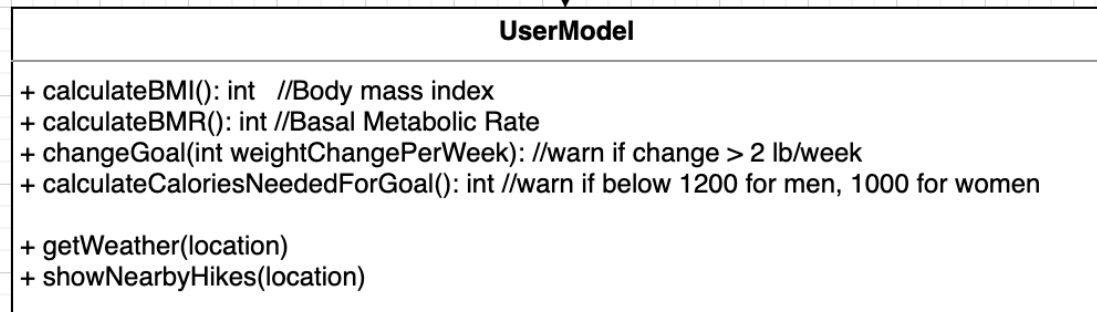 UserModel
+ calculateBMI(): int //Body mass index
+ calculateBMR(): int //Basal Metabolic Rate
+ changeGoal(int weightChangePerWeek): //warn if change > 2 lb/week
+ calculateCaloriesNeededForGoal(): int //warn if below 1200 for men, 1000 for women
+ getWeather(location)
+ showNearbyHikes(location)